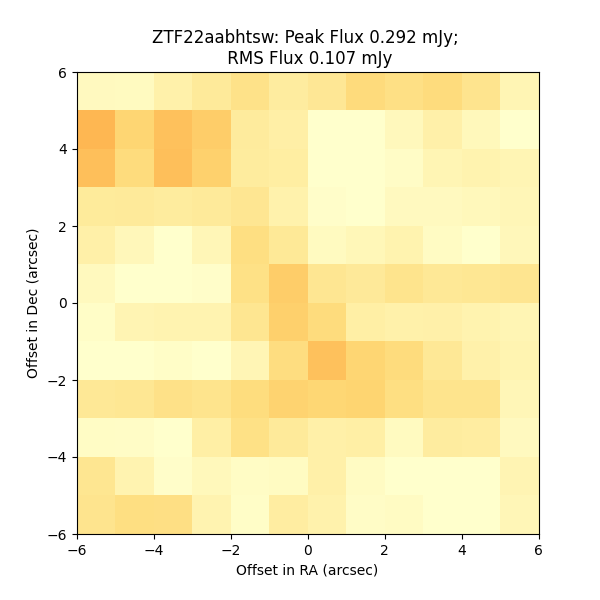 ZTF22aabhtsw: Peak Flux 0.292 mJy;
RMS Flux 0.107 mJy
6
4
2
0
−2
−4
−6
Offset in Dec (arcsec)
−6 −4 −2 0 2 4 6
Offset in RA (arcsec)